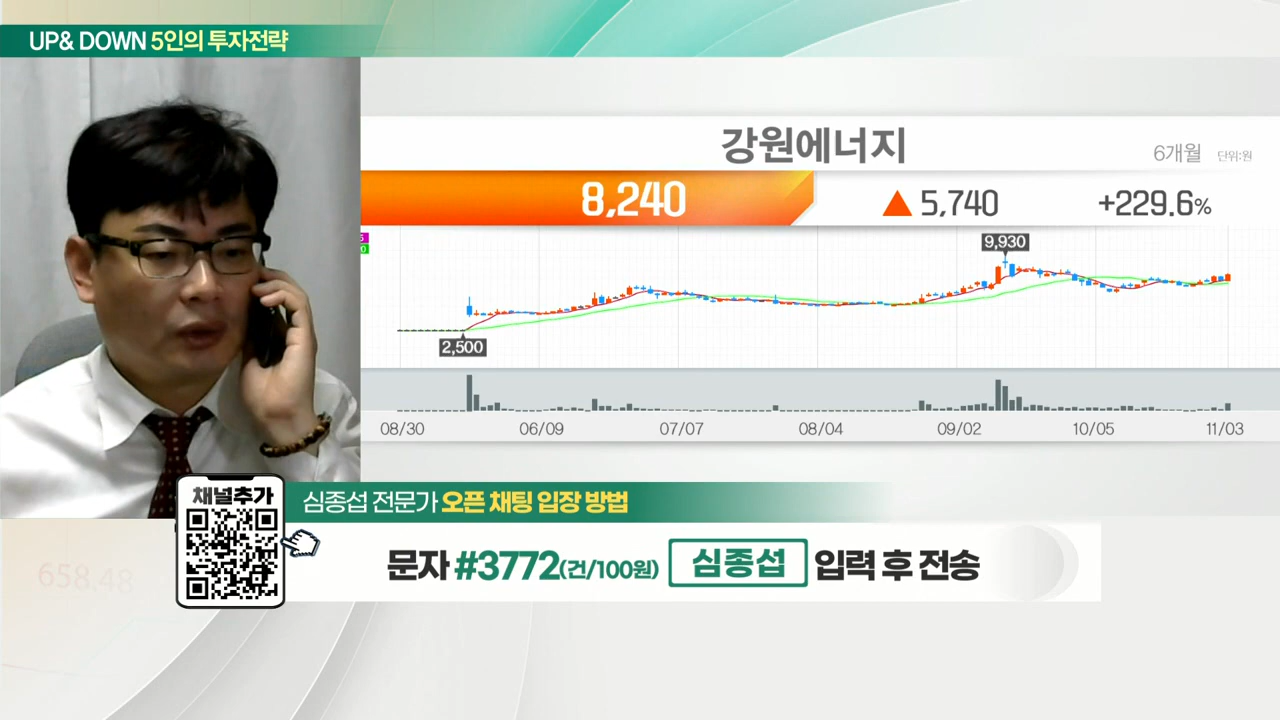 UP& DOWN 5인의 투자전략
강원에너지
6개월 단위:원
8,240 ▲ 5,740 +229.6%
9,930
2,500
08/30 06/09 07/07 08/04 09/02 10/05 11/03
채널추가
심종섭 전문가 오픈 채팅 입장 방법
문자 #3772(건/100원) 심종섭 입력 후 전송
658.48